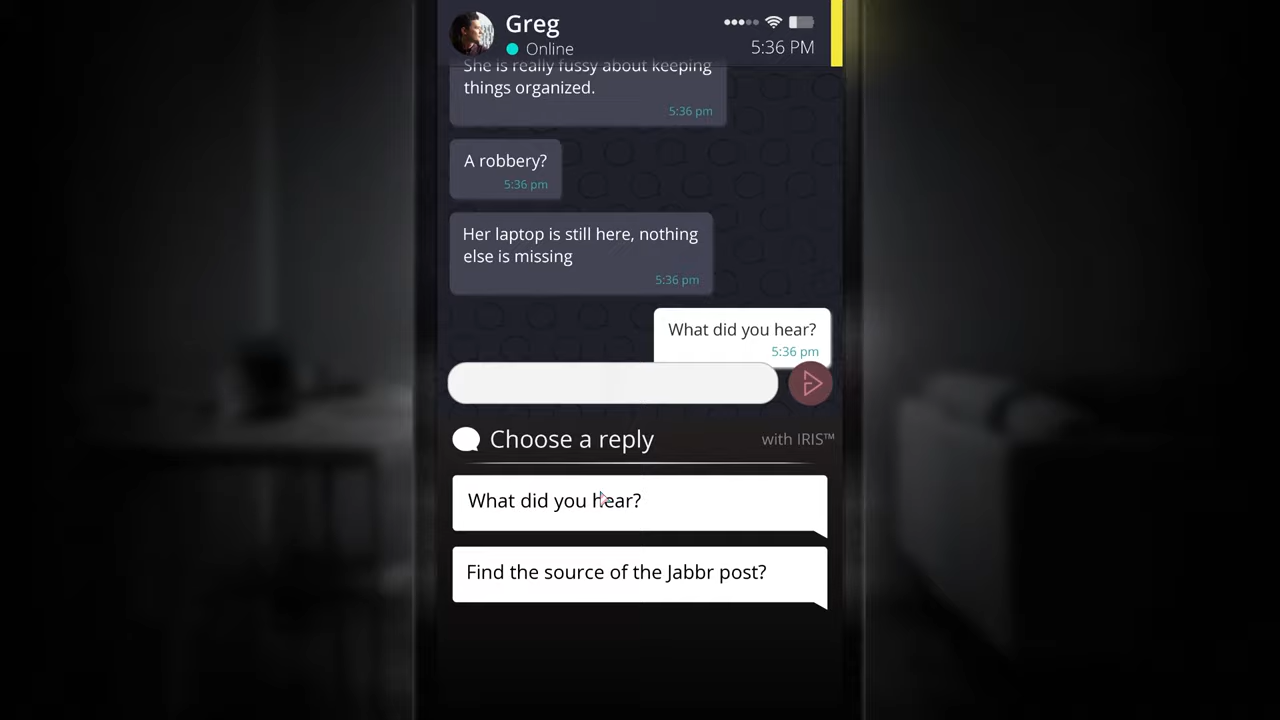 Greg
Online
5:36 PM
She is really fussy about keeping
things organized.
5:36 pm
A robbery?
5:36 pm
Her laptop is still here, nothing
else is missing
5:36 pm
What did you hear?
5:36 pm
Choose a reply
with IRIS™
What did you hear?
Find the source of the Jabbr post?